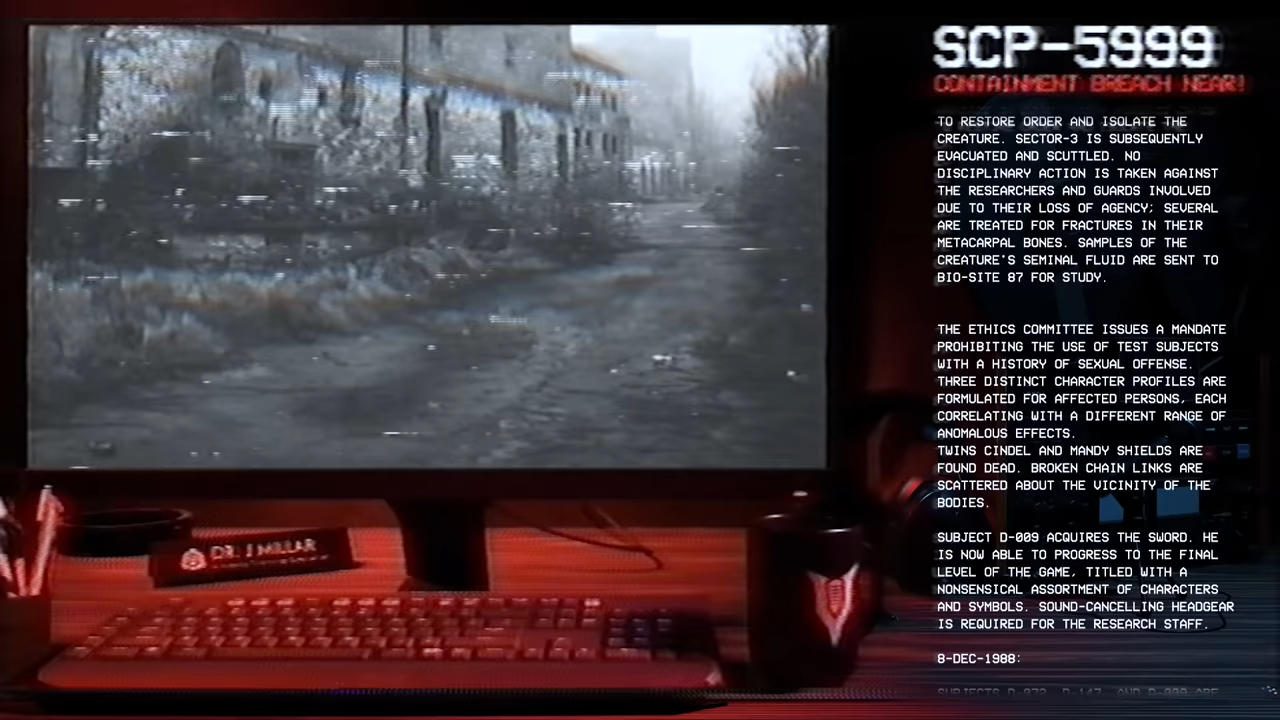 SCP-5999
CONTAINMENT BREACH NEAR!
TO RESTORE ORDER AND ISOLATE THE
CREATURE. SECTOR-3 IS SUBSEQUENTLY
EVACUATED AND SCUTTLED. NO
DISCIPLINARY ACTION IS TAKEN AGAINST
THE RESEARCHERS AND GUARDS INVOLVED
DUE TO THEIR LOSS OF AGENCY; SEVERAL
ARE TREATED FOR FRACTURES IN THEIR
METACARPAL BONES. SAMPLES OF THE
CREATURE'S SEMINAL FLUID ARE SENT TO
BIO-SITE 87 FOR STUDY.
THE ETHICS COMMITTEE ISSUES A MANDATE
PROHIBITING THE USE OF TEST SUBJECTS
WITH A HISTORY OF SEXUAL OFFENSE.
THREE DISTINCT CHARACTER PROFILES ARE
FORMULATED FOR AFFECTED PERSONS, EACH
CORRELATING WITH A DIFFERENT RANGE OF
ANOMALOUS EFFECTS.
TWINS CINDEL AND MANDY SHIELDS ARE
FOUND DEAD. BROKEN CHAIN LINKS ARE
SCATTERED ABOUT THE VICINITY OF THE
BODIES.
SUBJECT D-009 ACQUIRES THE SWORD. HE
IS NOW ABLE TO PROGRESS TO THE FINAL
LEVEL OF THE GAME, TITLED WITH A
NONSENSICAL ASSORTMENT OF CHARACTERS
AND SYMBOLS. SOUND-CANCELLING HEADGEAR
IS REQUIRED FOR THE RESEARCH STAFF.
8-DEC-1988:
SUBJECTS D-072, D-147, AND D-009 ARE
DR. J MILLAR